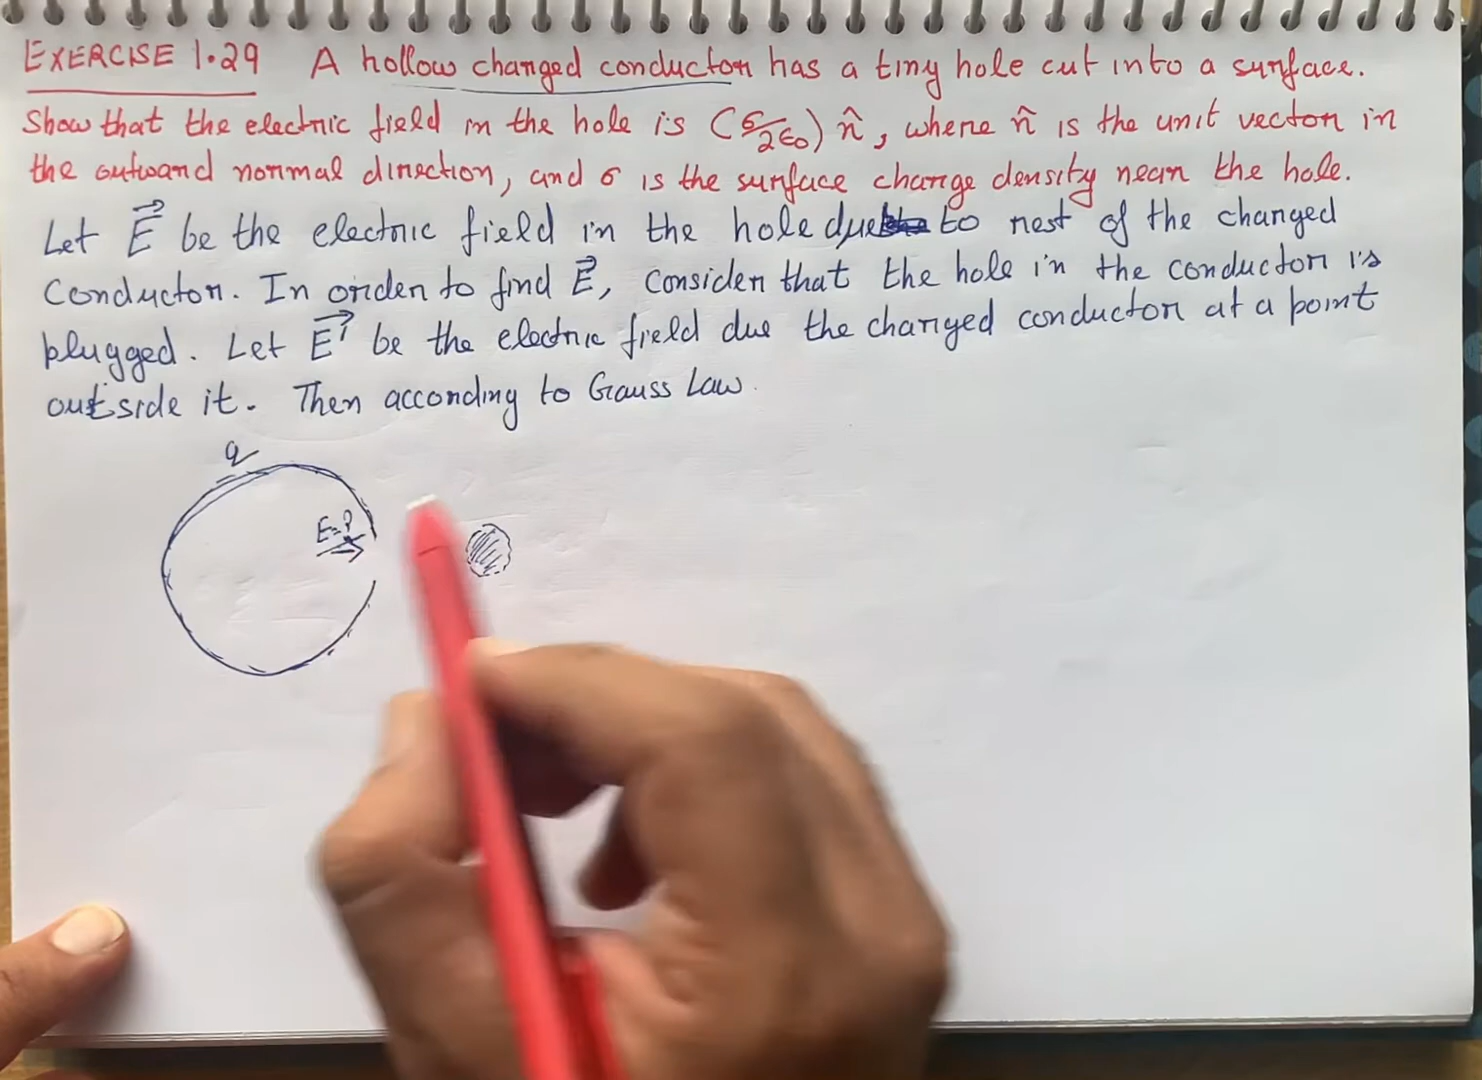 EXERCISE 1.29 A hollow charged conductor has a tiny hole cut into a surface.
Show that the electric field in the hole is (σ/2ϵ₀) n̂, where n̂ is the unit vector in
the outward normal direction, and σ is the surface charge density near the hole.
Let E⃗ be the electric field in the hole due to rest of the charged
Conductor. In order to find E⃗, consider that the hole in the conductor is
plugged. Let E⃗' be the electric field due the charged conductor at a point
outside it. Then according to Gauss Law.
q
E=?